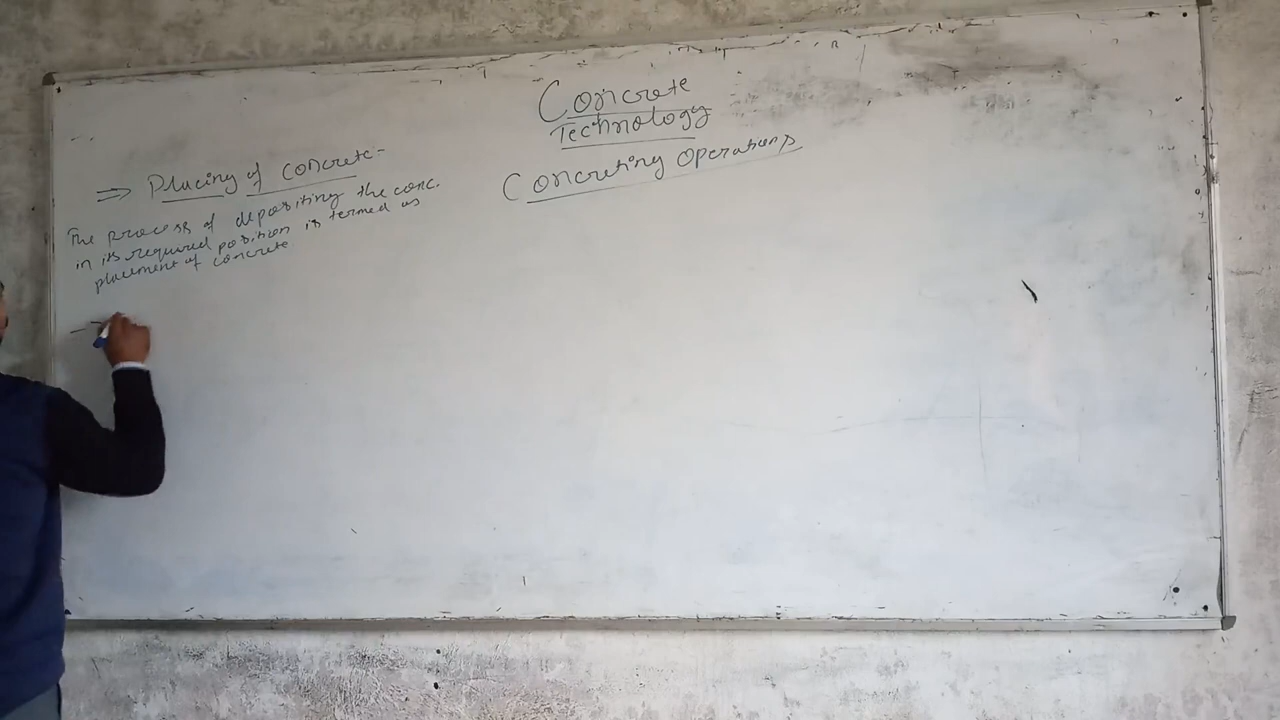 Concrete
Technology
Concreting Operations
⇒ Placing of concrete-
The process of depositing the conc.
in its required position is termed as
placement of concrete